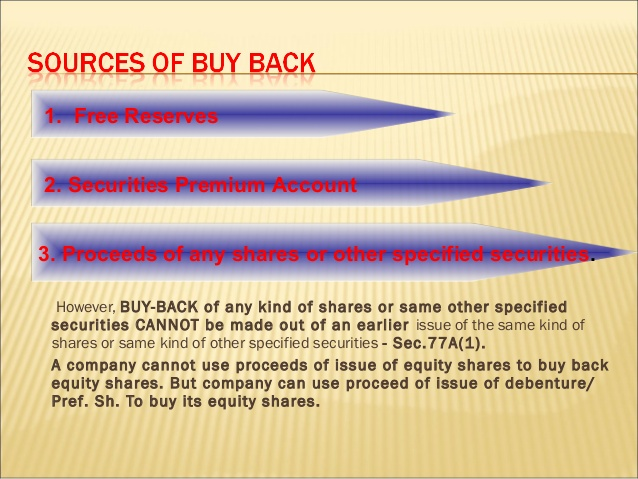 SOURCES OF BUY BACK
1. Free Reserves
2. Securities Premium Account
3. Proceeds of any shares or other specified securities.
However, BUY-BACK of any kind of shares or same other specified
securities CANNOT be made out of an earlier issue of the same kind of
shares or same kind of other specified securities - Sec.77A(1).
A company cannot use proceeds of issue of equity shares to buy back
equity shares. But company can use proceed of issue of debenture/
Pref. Sh. To buy its equity shares.